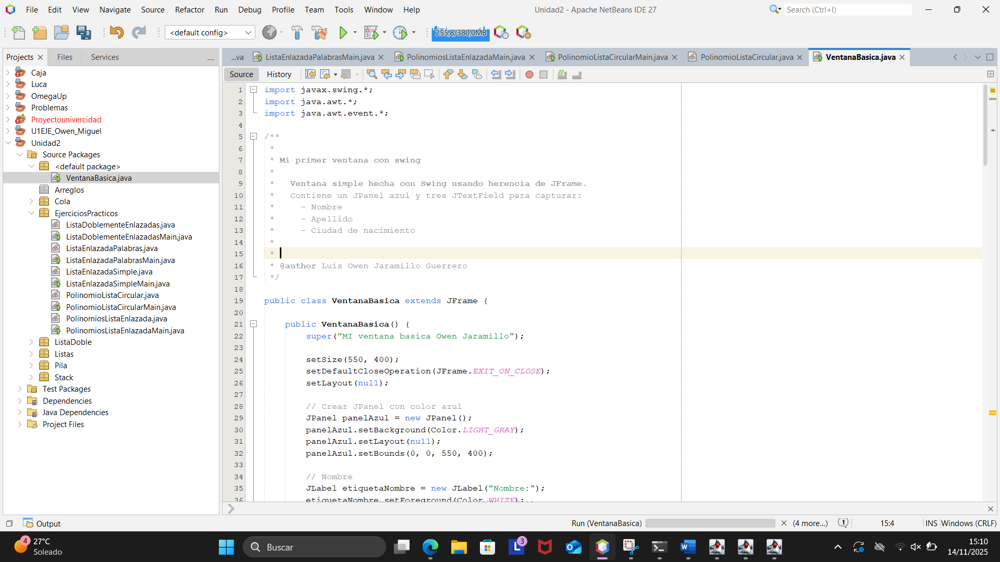 File Edit View Navigate Source Refactor Run Debug Profile Team Tools Window Help
Unidad2 - Apache NetBeans IDE 27
Search (Ctrl+I)
<default config>
255,8/380,0MB
Projects Files Services
...va ListaEnlazadaPalabrasMain.java PolinomiosListaEnlazadaMain.java PolinomioListaCircularMain.java PolinomioListaCircular.java VentanaBasica.java
Source History
Caja
Luca
OmegaUp
Problemas
Proyectounivercidad
U1EJE_Owen_Miguel
Unidad2
Source Packages
<default package>
VentanaBasica.java
Arreglos
Cola
EjerciciosPracticos
ListaDoblementeEnlazadas.java
ListaDoblementeEnlazadasMain.java
ListaEnlazadaPalabras.java
ListaEnlazadaPalabrasMain.java
ListaEnlazadaSimple.java
ListaEnlazadaSimpleMain.java
PolinomioListaCircular.java
PolinomioListaCircularMain.java
PolinomiosListaEnlazada.java
PolinomiosListaEnlazadaMain.java
ListaDoble
Listas
Pila
Stack
Test Packages
Dependencies
Java Dependencies
Project Files
1 import javax.swing.*;
2 import java.awt.*;
3 import java.awt.event.*;
4
5 /**
6 *
7 * Mi primer ventana con swing
8 *
9 * Ventana simple hecha con Swing usando herencia de JFrame.
10 * Contiene un JPanel azul y tres JTextField para capturar:
11 * - Nombre
12 * - Apellido
13 * - Ciudad de nacimiento
14 *
15 *
16 * @author Luis Owen Jaramillo Guerrero
17 */
18
19 public class VentanaBasica extends JFrame {
20
21 public VentanaBasica() {
22 super("MI ventana basica Owen Jaramillo");
23
24 setSize(550, 400);
25 setDefaultCloseOperation(JFrame.EXIT_ON_CLOSE);
26 setLayout(null);
27
28 // Crear JPanel con color azul
29 JPanel panelAzul = new JPanel();
30 panelAzul.setBackground(Color.LIGHT_GRAY);
31 panelAzul.setLayout(null);
32 panelAzul.setBounds(0, 0, 550, 400);
33
34 // Nombre
35 JLabel etiquetaNombre = new JLabel("Nombre:");
36 etiquetaNombre.setForeground(Color.WHITE);
Output
Run (VentanaBasica) (4 more...) 1 15:4 INS Windows (CRLF)
4 27°C
Soleado
Buscar
3
15:10
14/11/2025